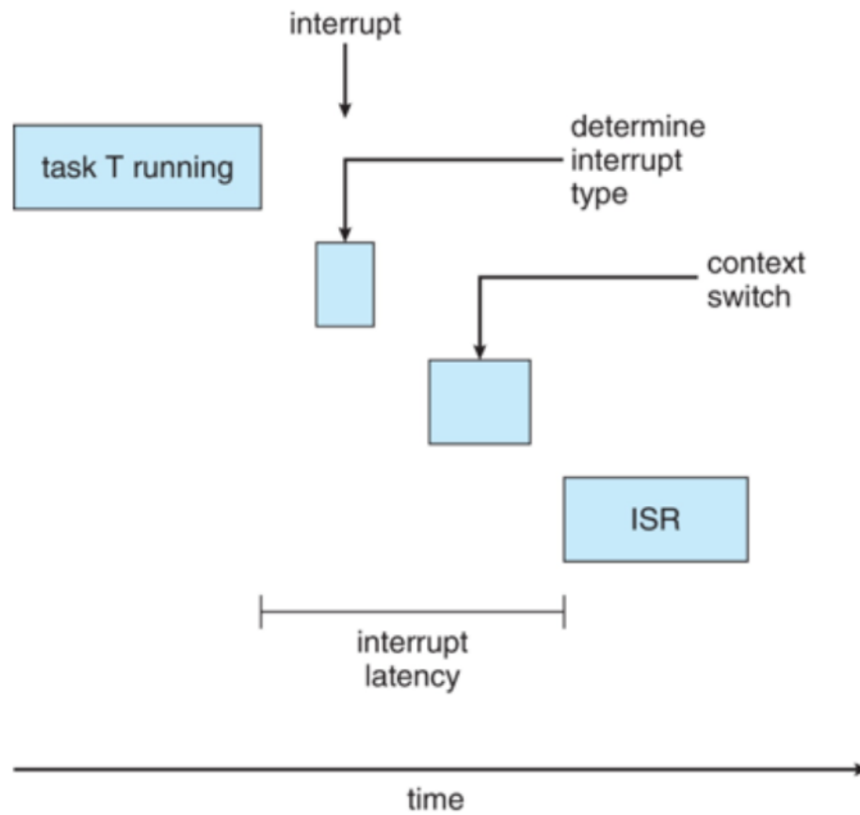 interrupt
task T running
determine
interrupt
type
context
switch
ISR
interrupt
latency
time